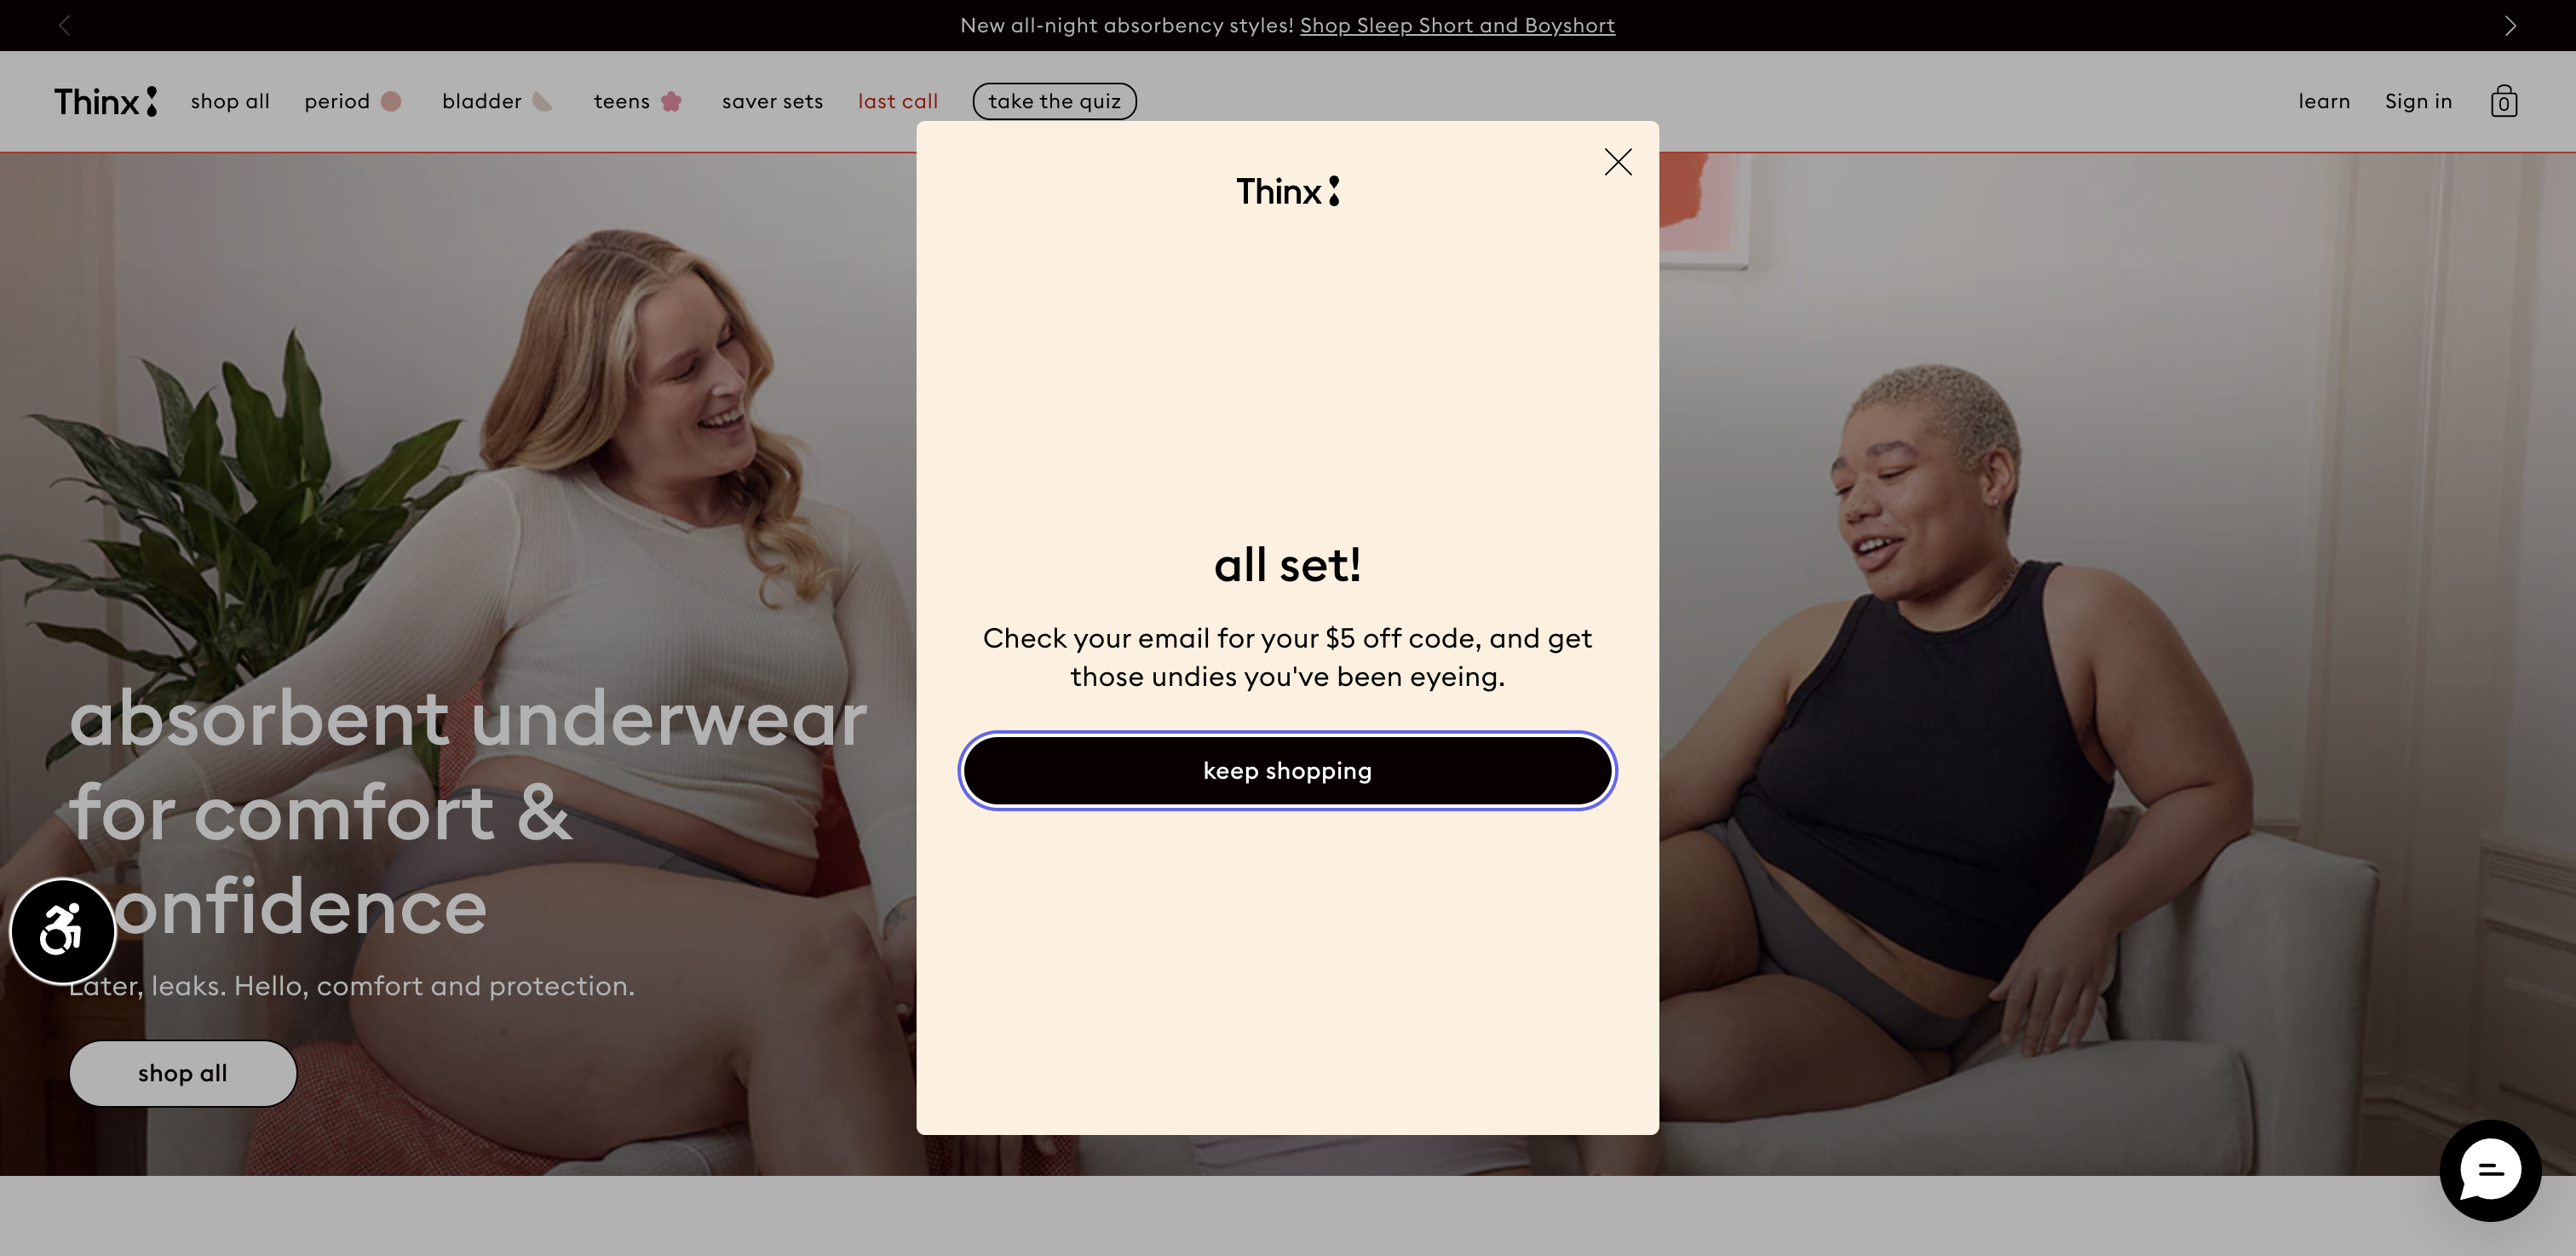 New all-night absorbency styles! Shop Sleep Short and Boyshort
Thinx
shop all
period
bladder
teens
saver sets
last call
take the quiz
learn
Sign in
0
Thinx
all set!
Check your email for your $5 off code, and get
those undies you've been eyeing.
keep shopping
absorbent underwear
for comfort &
onfidence
Later, leaks. Hello, comfort and protection.
shop all